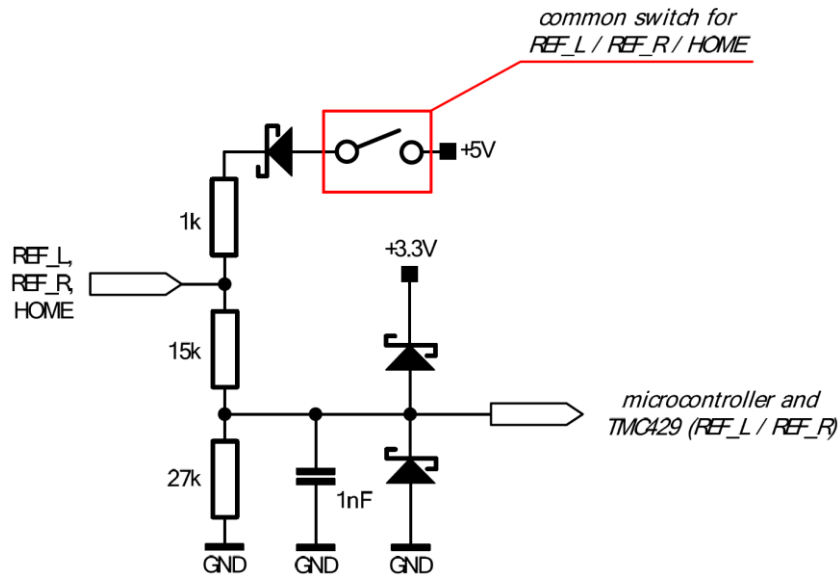 common switch for
REF_L / REF_R / HOME
+5V
1k
+3.3V
REF_L,
REF_R,
HOME
15k
microcontroller and
TMC429 (REF_L / REF_R)
27k
1nF
GND
GND
GND